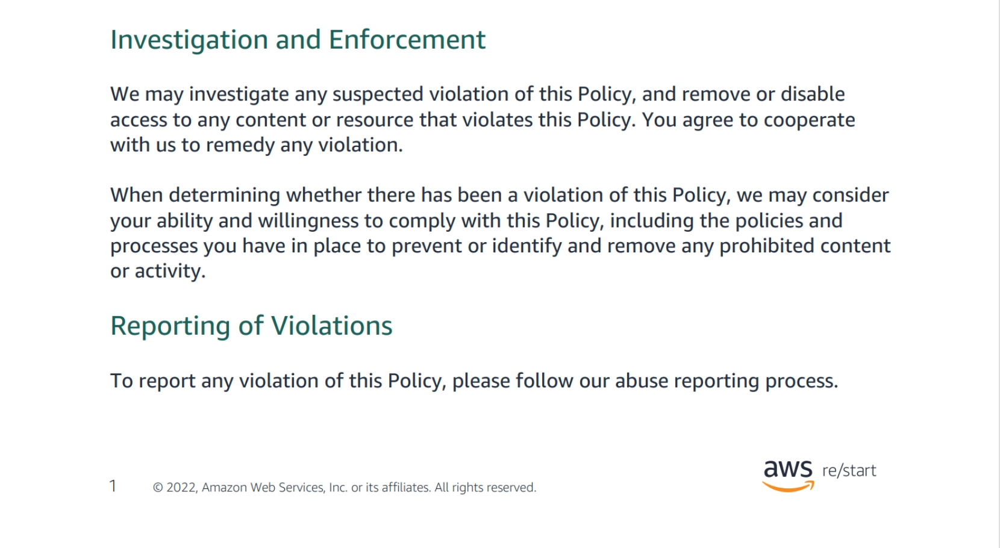 Investigation and Enforcement
We may investigate any suspected violation of this Policy, and remove or disable
access to any content or resource that violates this Policy. You agree to cooperate
with us to remedy any violation.
When determining whether there has been a violation of this Policy, we may consider
your ability and willingness to comply with this Policy, including the policies and
processes you have in place to prevent or identify and remove any prohibited content
or activity.
Reporting of Violations
To report any violation of this Policy, please follow our abuse reporting process.
aws re/start
1 © 2022, Amazon Web Services, Inc. or its affiliates. All rights reserved.